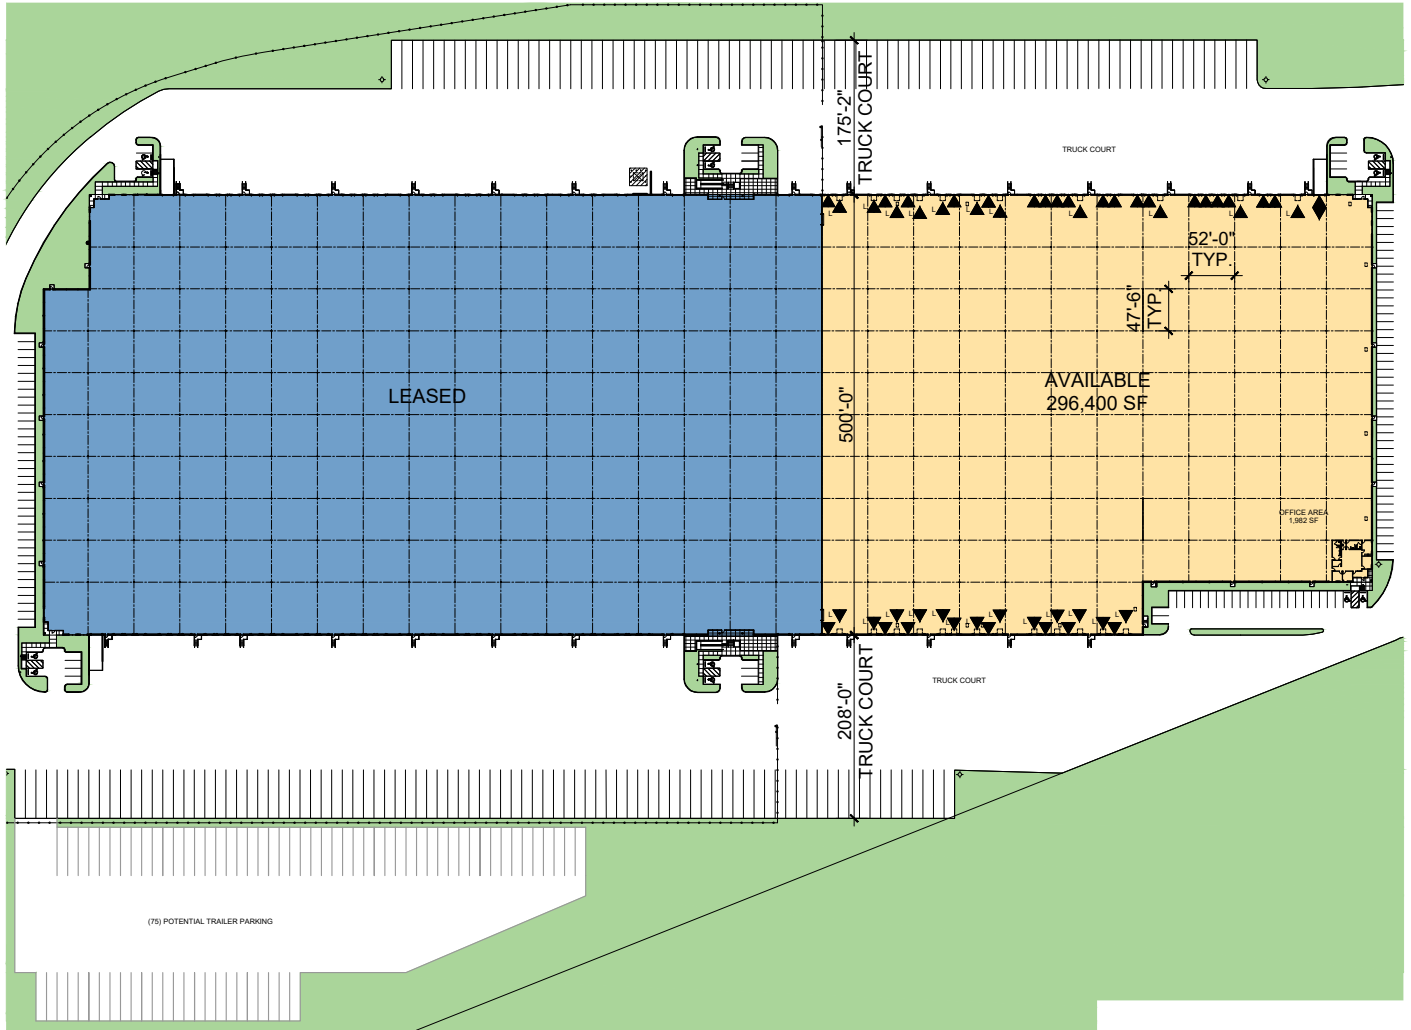 175'-2"
TRUCK COURT
TRUCK COURT
52'-0"
TYP.
47'-6"
TYP.
LEASED
AVAILABLE
296,400 SF
500'-0"
OFFICE AREA
1,982 SF
208'-0"
TRUCK COURT
TRUCK COURT
(75) POTENTIAL TRAILER PARKING